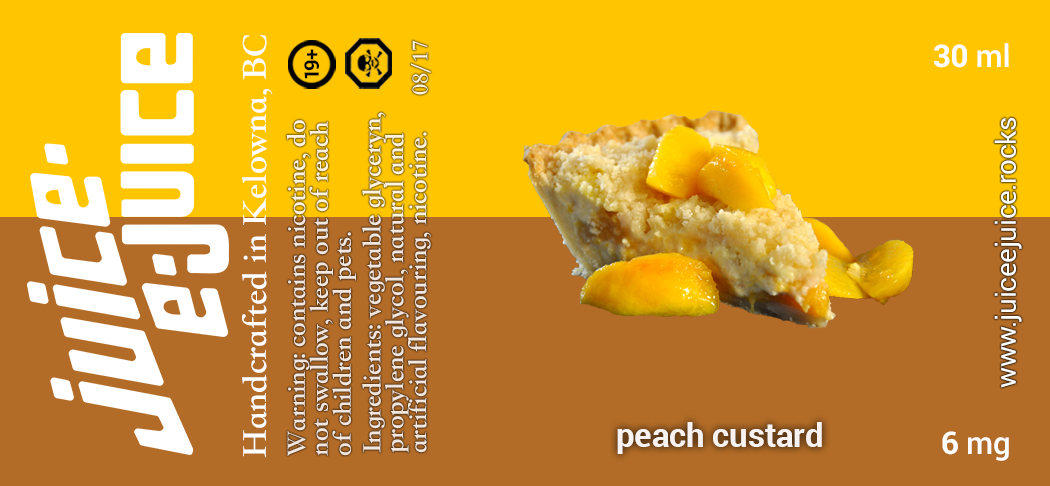 juice·
e·juice
Handcrafted in Kelowna, BC
19+
Warning: contains nicotine, do
not swallow, keep out of reach
of children and pets.
Ingredients: vegetable glyceryn,
propylene glycol, natural and
artificial flavouring, nicotine.
08/17
peach custard
30 ml
www.juiceejuice.rocks
6 mg